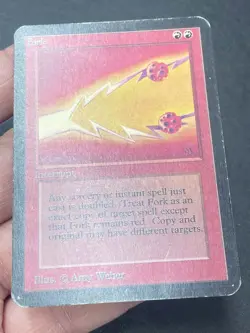 Any sorcery or instant spell just
cast is doubled. Treat Fork as an
exact copy of target spell except
that Fork remains red. Copy and
original may have different targets.
Illus. © Amy Weber